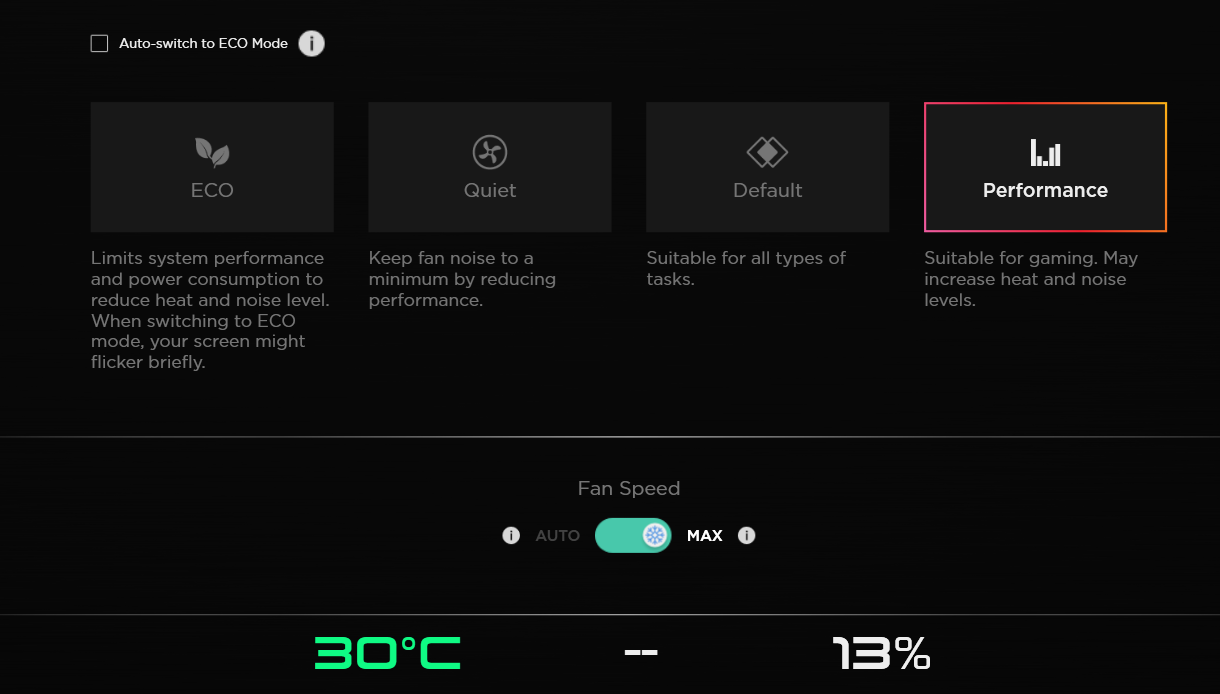 Auto-switch to ECO Mode i
ECO
Quiet
Default
Performance
Limits system performance
and power consumption to
reduce heat and noise level.
When switching to ECO
mode, your screen might
flicker briefly.
Keep fan noise to a
minimum by reducing
performance.
Suitable for all types of
tasks.
Suitable for gaming. May
increase heat and noise
levels.
Fan Speed
i AUTO MAX i
30°C -- 13%